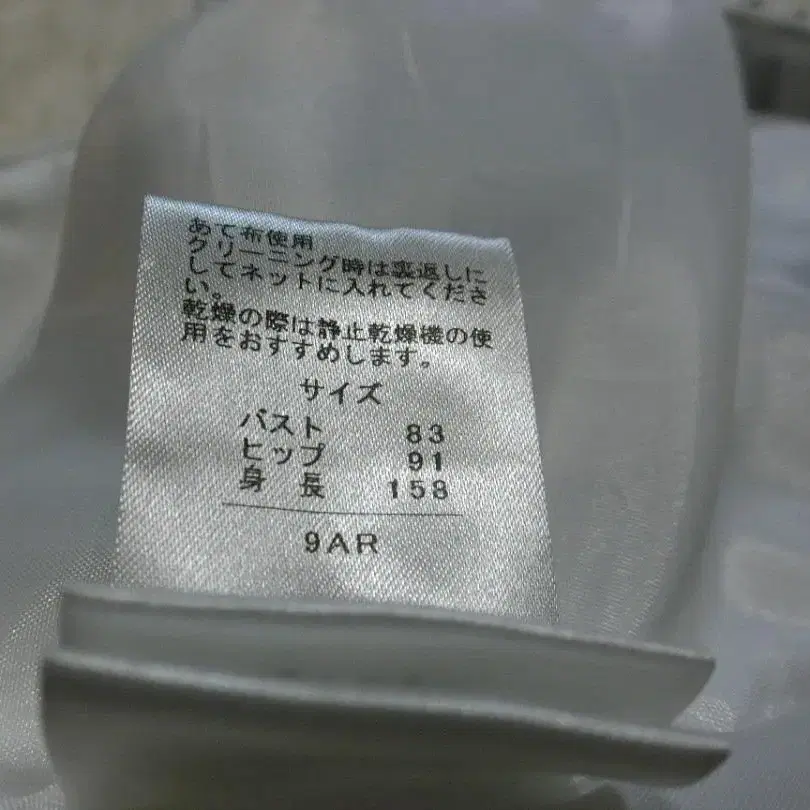 あて布使用
クリーニング時は裏返しに
してネットに入れてくださ
い。
乾燥の際は静止乾燥機の使
用をおすすめします。
サイズ
バスト 83
ヒップ 91
身 長 158
9AR